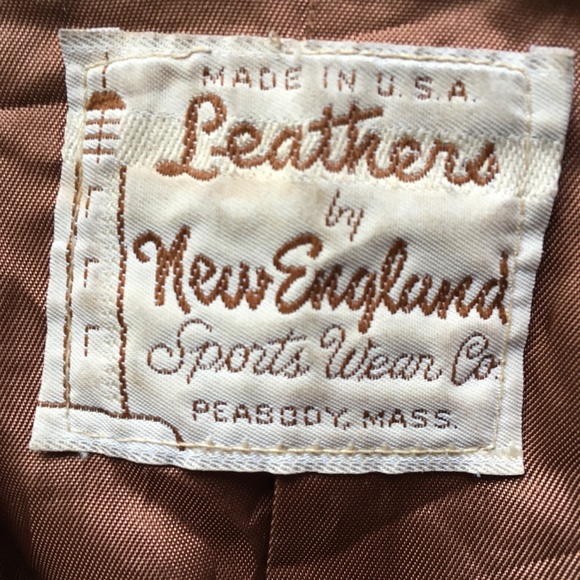 MADE IN U.S.A.
Leathers
by
New England
Sports Wear Co.
PEABODY, MASS.